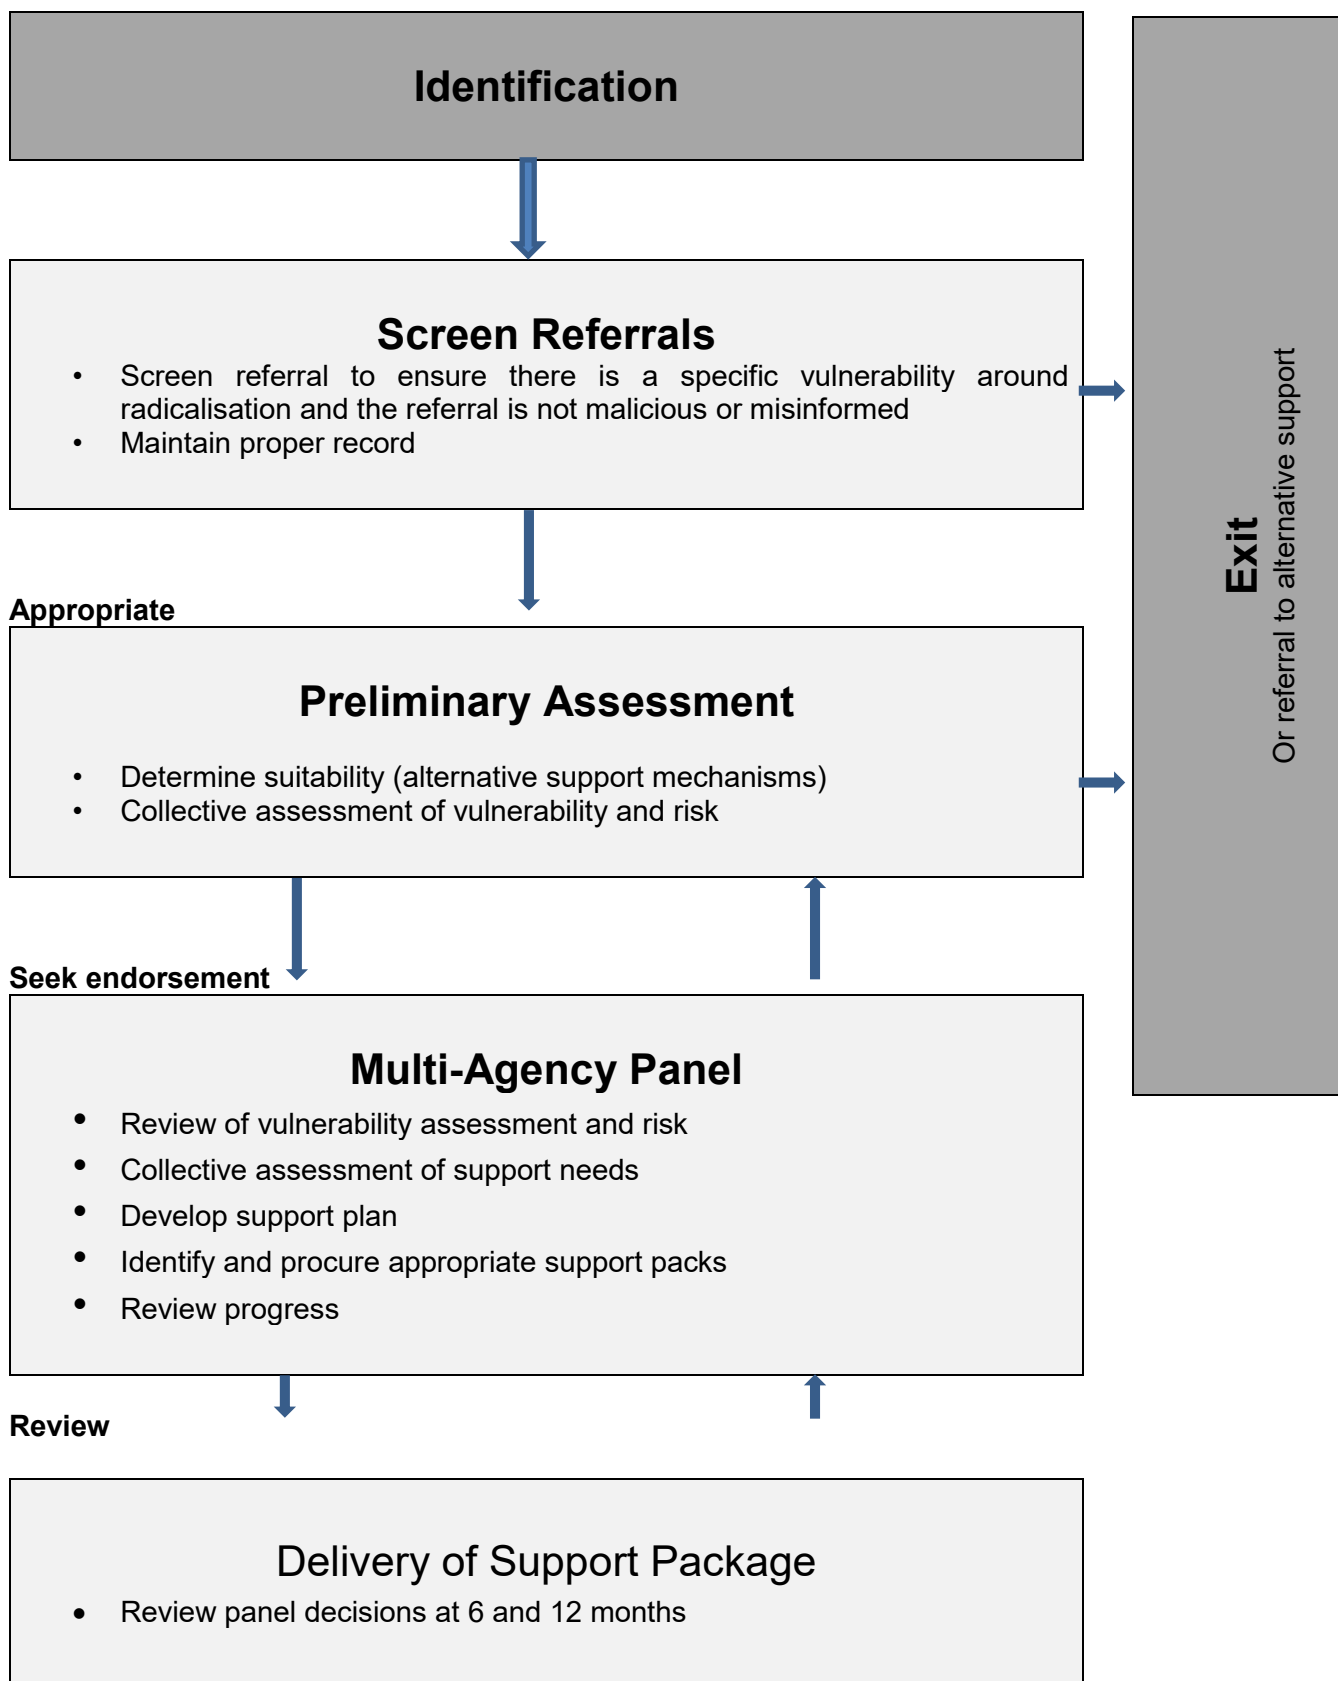 Identification
Screen Referrals
• Screen referral to ensure there is a specific vulnerability around
radicalisation and the referral is not malicious or misinformed
• Maintain proper record
Appropriate
Preliminary Assessment
• Determine suitability (alternative support mechanisms)
• Collective assessment of vulnerability and risk
Seek endorsement
Multi-Agency Panel
• Review of vulnerability assessment and risk
• Collective assessment of support needs
• Develop support plan
• Identify and procure appropriate support packs
• Review progress
Review
Delivery of Support Package
• Review panel decisions at 6 and 12 months
Exit
Or referral to alternative support